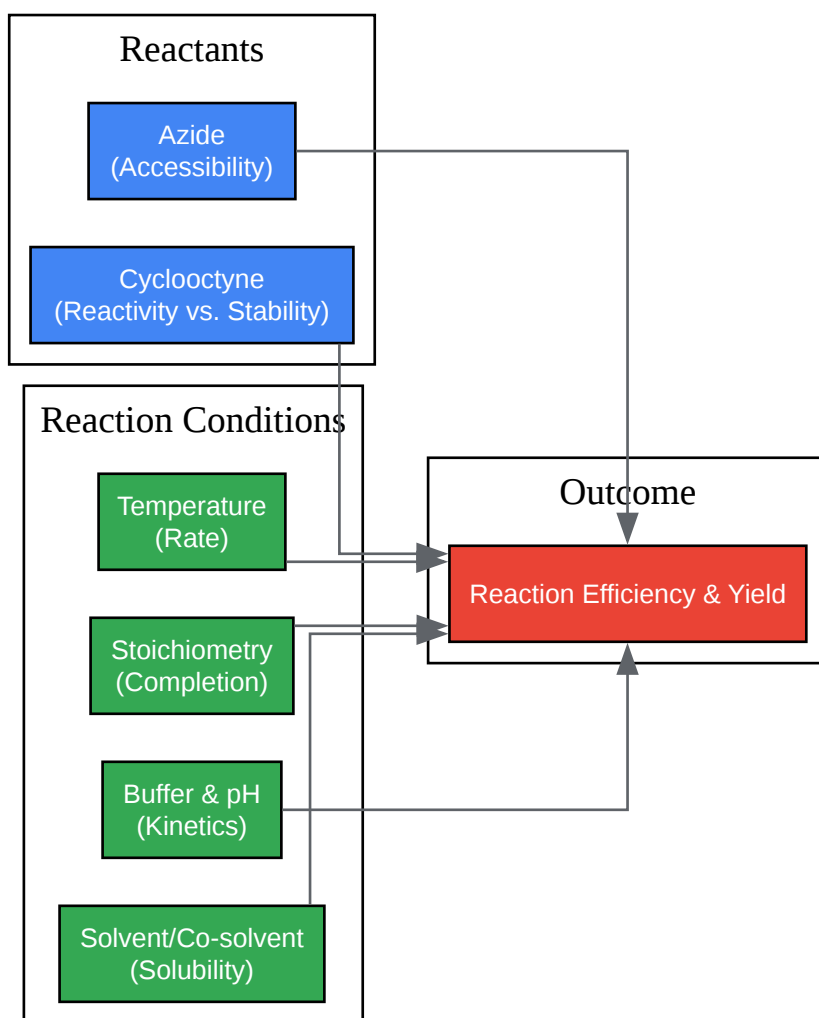 Reactants
Azide
(Accessibility)
Cyclooctyne
(Reactivity vs. Stability)
Reaction Conditions
Temperature
(Rate)
Stoichiometry
(Completion)
Buffer & pH
(Kinetics)
Solvent/Co-solvent
(Solubility)
Outcome
Reaction Efficiency & Yield